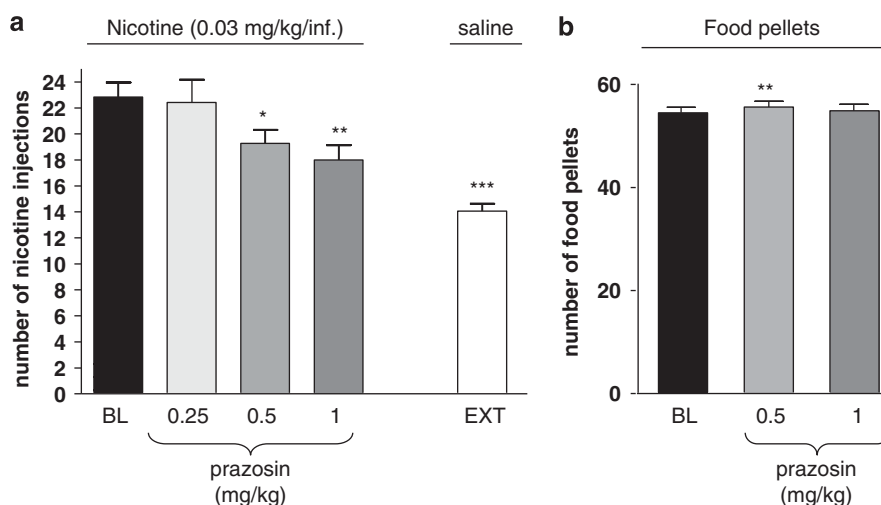 a
Nicotine (0.03 mg/kg/inf.)
saline
number of nicotine injections
24
22
20
18
16
14
12
10
8
6
4
2
0
*
**
***
BL
0.25
0.5
1
EXT
prazosin
(mg/kg)
b
Food pellets
number of food pellets
60
40
20
0
**
BL
0.5
1
prazosin
(mg/kg)